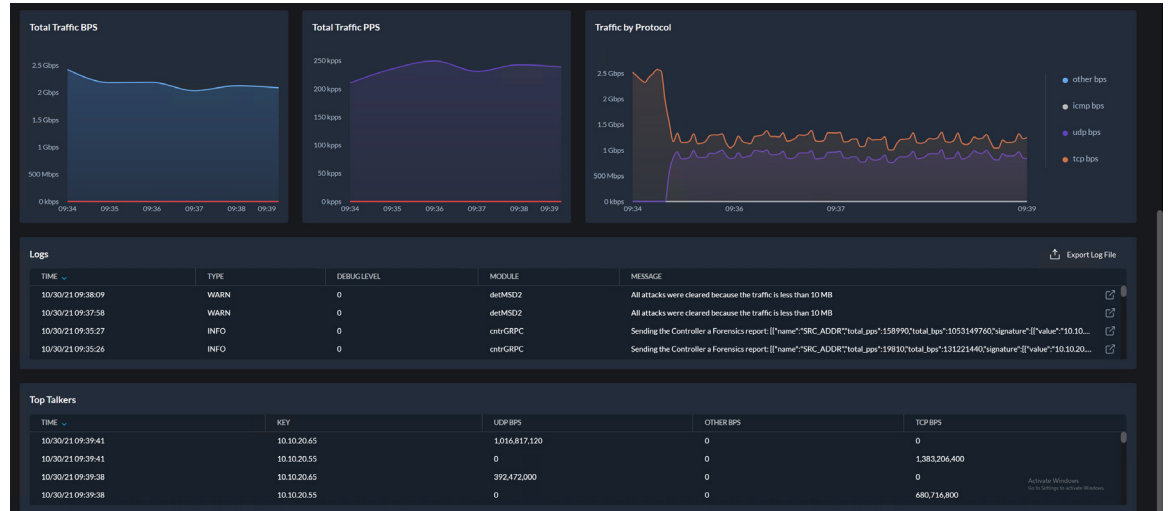 Total Traffic BPS
2.5 Gbps
2 Gbps
1.5 Gbps
1 Gbps
500 Mbps
0 kbps
09:34 09:35 09:36 09:37 09:38 09:39
Total Traffic PPS
250 kpps
200 kpps
150 kpps
100 kpps
50 kpps
0 kpps
09:34 09:35 09:36 09:37 09:38 09:39
Traffic by Protocol
2.5 Gbps
2 Gbps
1.5 Gbps
1 Gbps
500 Mbps
0 kbps
09:34 09:36 09:37 09:39
other bps
icmp bps
udp bps
tcp bps
Logs
Export Log File
TIME TYPE DEBUG LEVEL MODULE MESSAGE
10/30/21 09:38:09 WARN 0 detMSD2 All attacks were cleared because the traffic is less than 10 MB
10/30/21 09:37:58 WARN 0 detMSD2 All attacks were cleared because the traffic is less than 10 MB
10/30/21 09:35:27 INFO 0 cntrGRPC Sending the Controller a Forensics report: [{"name":"SRC_ADDR","total_pps":158990,"total_bps":1053149760,"signature":[{"value":"10.10....
10/30/21 09:35:26 INFO 0 cntrGRPC Sending the Controller a Forensics report: [{"name":"SRC_ADDR","total_pps":19810,"total_bps":131221440,"signature":[{"value":"10.10.20....
Top Talkers
TIME KEY UDP BPS OTHER BPS TCP BPS
10/30/21 09:39:41 10.10.20.65 1,016,817,120 0 0
10/30/21 09:39:41 10.10.20.55 0 0 1,383,206,400
10/30/21 09:39:38 10.10.20.65 392,472,000 0 0
10/30/21 09:39:38 10.10.20.55 0 0 680,716,800
Activate Windows
Go to Settings to activate Windows.